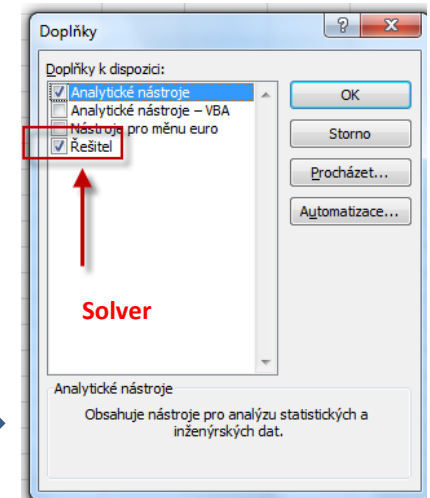 Doplňky
Doplňky k dispozici:
Analytické nástroje
Analytické nástroje – VBA
Nástroje pro měnu euro
Řešitel
OK
Storno
Procházet...
Automatizace...
Solver
Analytické nástroje
Obsahuje nástroje pro analýzu statistických a
inženýrských dat.